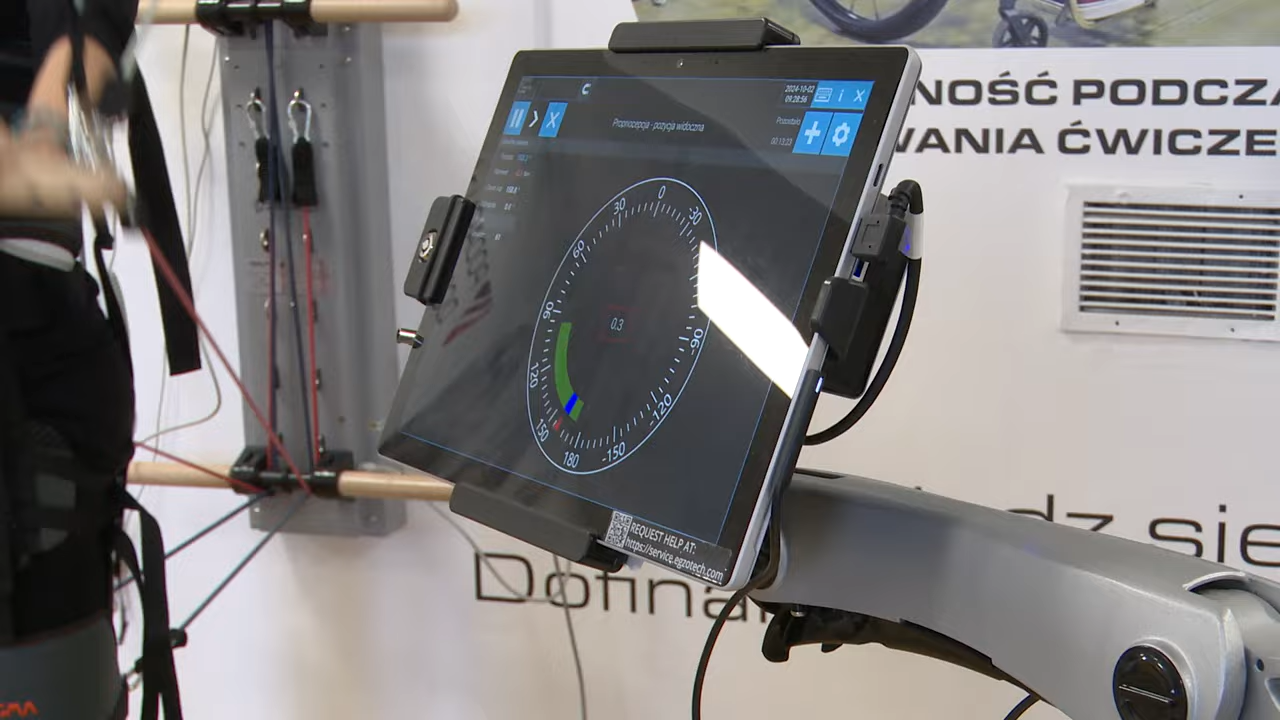 NOŚĆ PODCZA
WANIA ĆWICZE
2024-10-02
09:28:56
i
Propriocepcja - pozycja widoczna
Pozostało
00:13:23
0
30
-30
60
90
-90
120
-120
150
-150
180
0.3
REQUEST HELP AT:
https://service.egzotech.com
dz się
Dofina